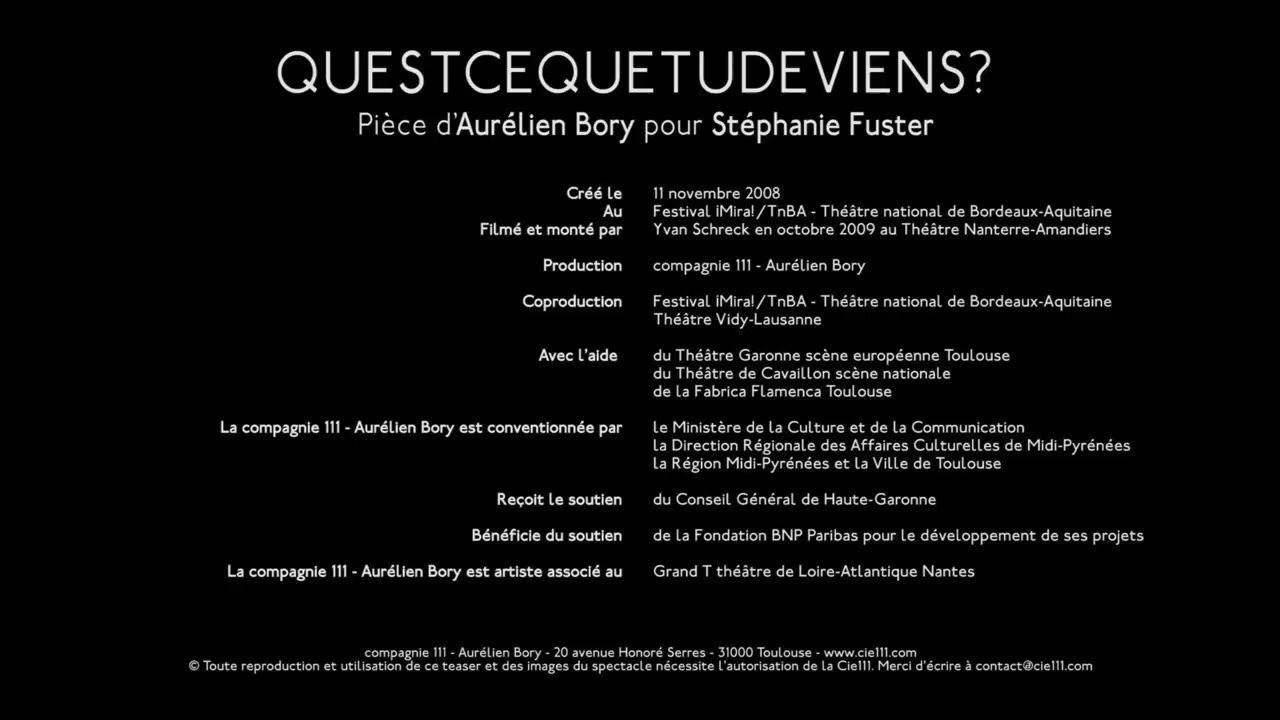 QUESTCEQUETUDEVIENS?
Pièce d'Aurélien Bory pour Stéphanie Fuster
Créé le 11 novembre 2008
Au Festival ¡Mira!/TnBA - Théâtre national de Bordeaux-Aquitaine
Filmé et monté par Yvan Schreck en octobre 2009 au Théâtre Nanterre-Amandiers
Production compagnie 111 - Aurélien Bory
Coproduction Festival ¡Mira!/TnBA - Théâtre national de Bordeaux-Aquitaine
Théâtre Vidy-Lausanne
Avec l'aide du Théâtre Garonne scène européenne Toulouse
du Théâtre de Cavaillon scène nationale
de la Fabrica Flamenca Toulouse
La compagnie 111 - Aurélien Bory est conventionnée par le Ministère de la Culture et de la Communication
la Direction Régionale des Affaires Culturelles de Midi-Pyrénées
la Région Midi-Pyrénées et la Ville de Toulouse
Reçoit le soutien du Conseil Général de Haute-Garonne
Bénéficie du soutien de la Fondation BNP Paribas pour le développement de ses projets
La compagnie 111 - Aurélien Bory est artiste associé au Grand T théâtre de Loire-Atlantique Nantes
compagnie 111 - Aurélien Bory - 20 avenue Honoré Serres - 31000 Toulouse - www.cie111.com
© Toute reproduction et utilisation de ce teaser et des images du spectacle nécessite l'autorisation de la Cie111. Merci d'écrire à contact@cie111.com